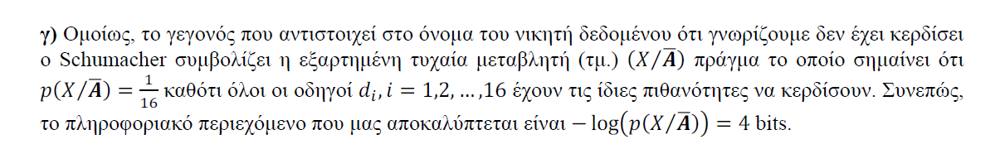 γ) Ομοίως, το γεγονός που αντιστοιχεί στο όνομα του νικητή δεδομένου ότι γνωρίζουμε δεν έχει κερδίσει
ο Schumacher συμβολίζει η εξαρτημένη τυχαία μεταβλητή (τμ.) (X/A̅) πράγμα το οποίο σημαίνει ότι
p(X/A̅) = 1/16 καθότι όλοι οι οδηγοί dᵢ, i = 1,2, … ,16 έχουν τις ίδιες πιθανότητες να κερδίσουν. Συνεπώς,
το πληροφοριακό περιεχόμενο που μας αποκαλύπτεται είναι − log(p(X/A̅)) = 4 bits.